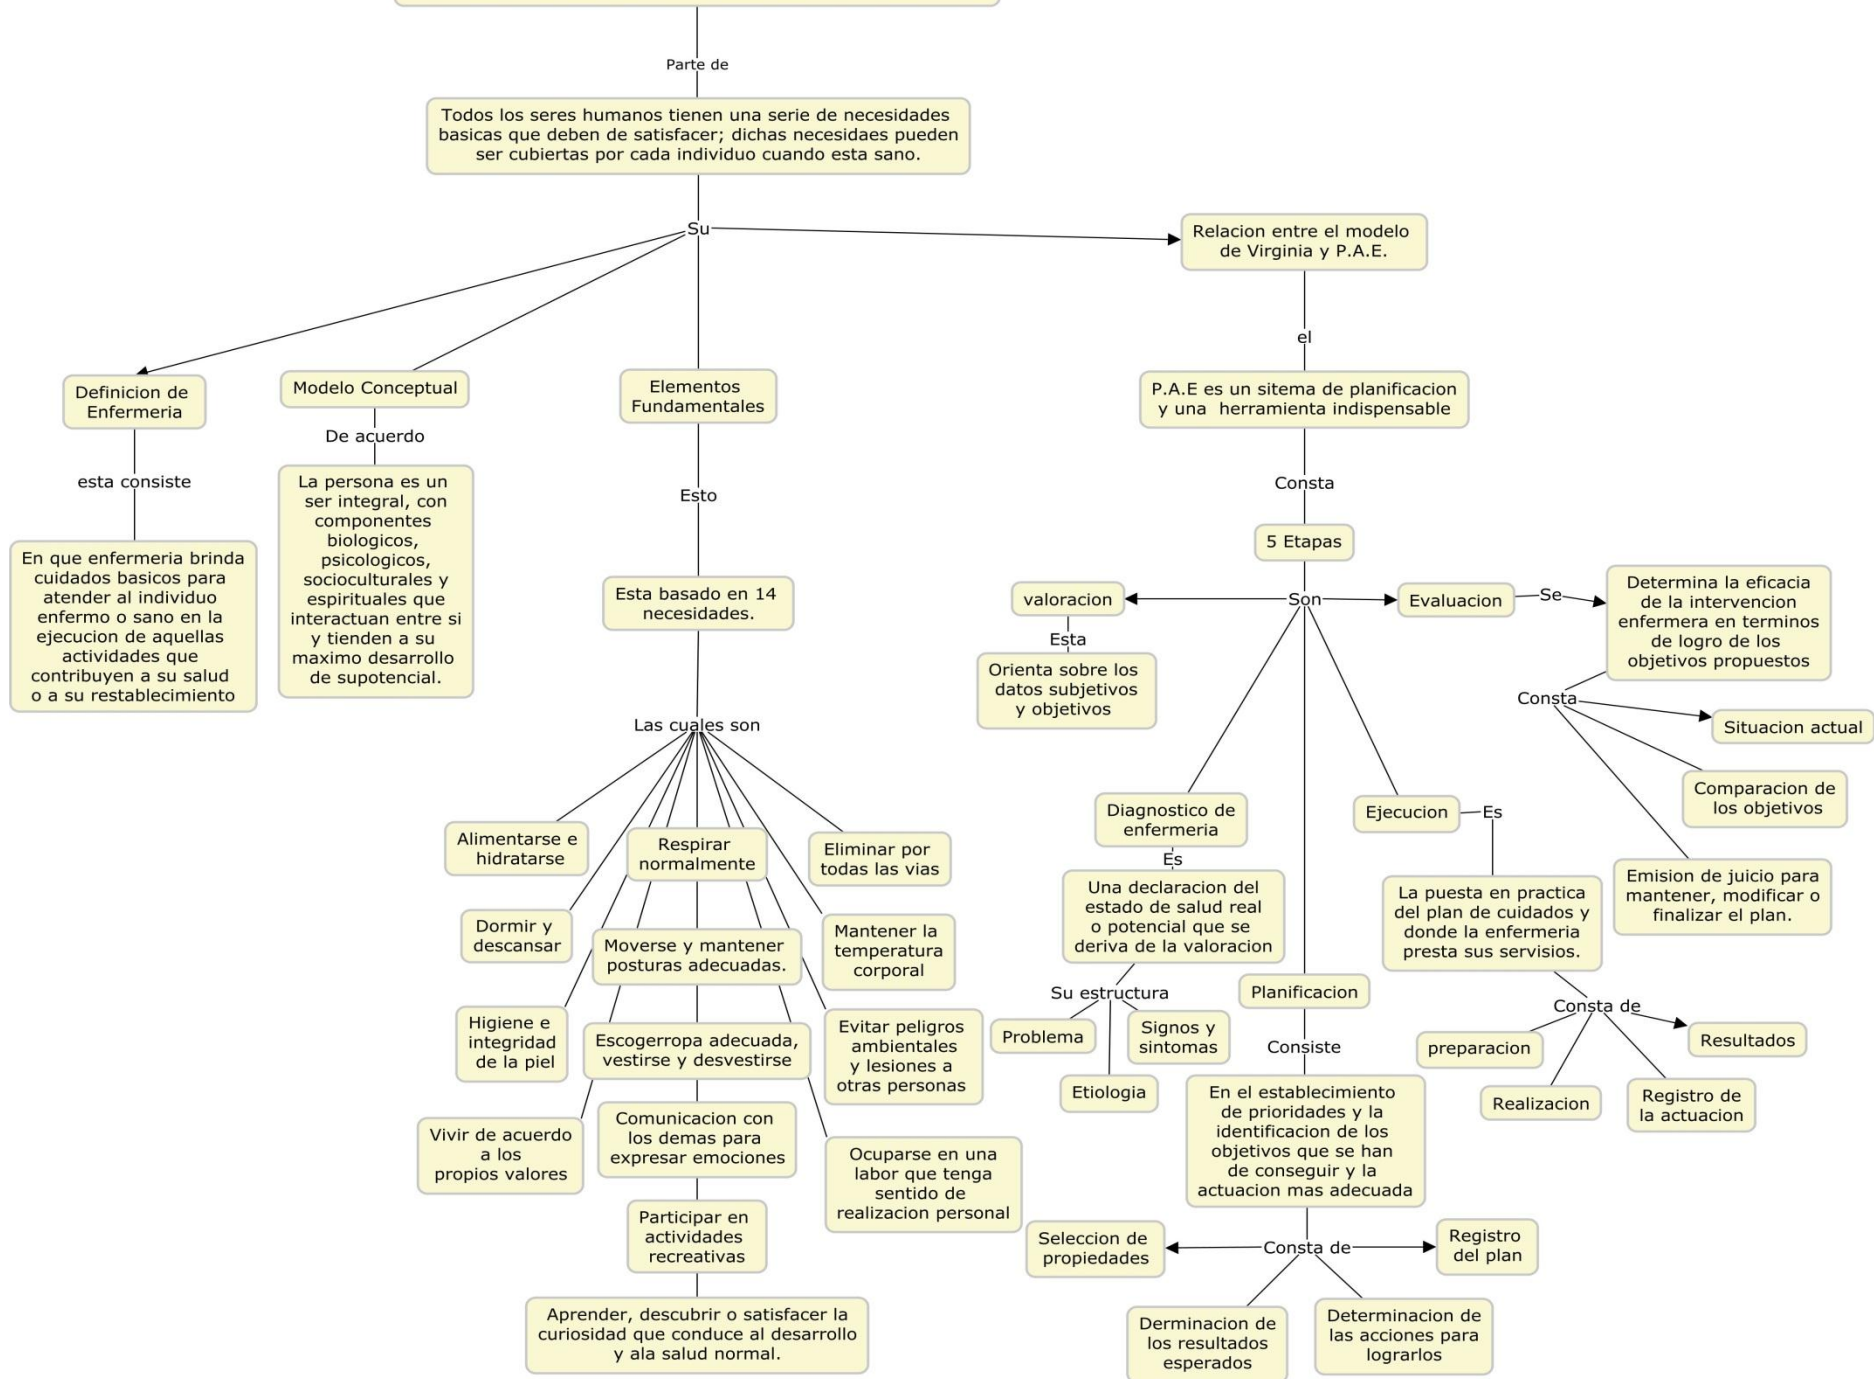 Parte de
Todos los seres humanos tienen una serie de necesidades
basicas que deben de satisfacer; dichas necesidaes pueden
ser cubiertas por cada individuo cuando esta sano.
Su
Relacion entre el modelo
de Virginia y P.A.E.
Definicion de
Enfermeria
esta consiste
En que enfermeria brinda
cuidados basicos para
atender al individuo
enfermo o sano en la
ejecucion de aquellas
actividades que
contribuyen a su salud
o a su restablecimiento
Modelo Conceptual
De acuerdo
La persona es un
ser integral, con
componentes
biologicos,
psicologicos,
socioculturales y
espirituales que
interactuan entre si
y tienden a su
maximo desarrollo
de supotencial.
Elementos
Fundamentales
Esto
Esta basado en 14
necesidades.
Las cuales son
Alimentarse e
hidratarse
Respirar
normalmente
Eliminar por
todas las vias
Dormir y
descansar
Moverse y mantener
posturas adecuadas.
Mantener la
temperatura
corporal
Higiene e
integridad
de la piel
Escogerropa adecuada,
vestirse y desvestirse
Evitar peligros
ambientales
y lesiones a
otras personas
Vivir de acuerdo
a los
propios valores
Comunicacion con
los demas para
expresar emociones
Ocuparse en una
labor que tenga
sentido de
realizacion personal
Participar en
actividades
recreativas
Aprender, descubrir o satisfacer la
curiosidad que conduce al desarrollo
y ala salud normal.
el
P.A.E es un sitema de planificacion
y una herramienta indispensable
Consta
5 Etapas
Son
valoracion
Esta
Orienta sobre los
datos subjetivos
y objetivos
Diagnostico de
enfermeria
Es
Una declaracion del
estado de salud real
o potencial que se
deriva de la valoracion
Su estructura
Problema
Etiologia
Signos y
sintomas
Planificacion
Consiste
En el establecimiento
de prioridades y la
identificacion de los
objetivos que se han
de conseguir y la
actuacion mas adecuada
Consta de
Seleccion de
propiedades
Derminacion de
los resultados
esperados
Determinacion de
las acciones para
lograrlos
Registro
del plan
Ejecucion
Es
La puesta en practica
del plan de cuidados y
donde la enfermeria
presta sus servisios.
Consta de
preparacion
Realizacion
Registro de
la actuacion
Resultados
Evaluacion
Se
Determina la eficacia
de la intervencion
enfermera en terminos
de logro de los
objetivos propuestos
Consta
Situacion actual
Comparacion de
los objetivos
Emision de juicio para
mantener, modificar o
finalizar el plan.